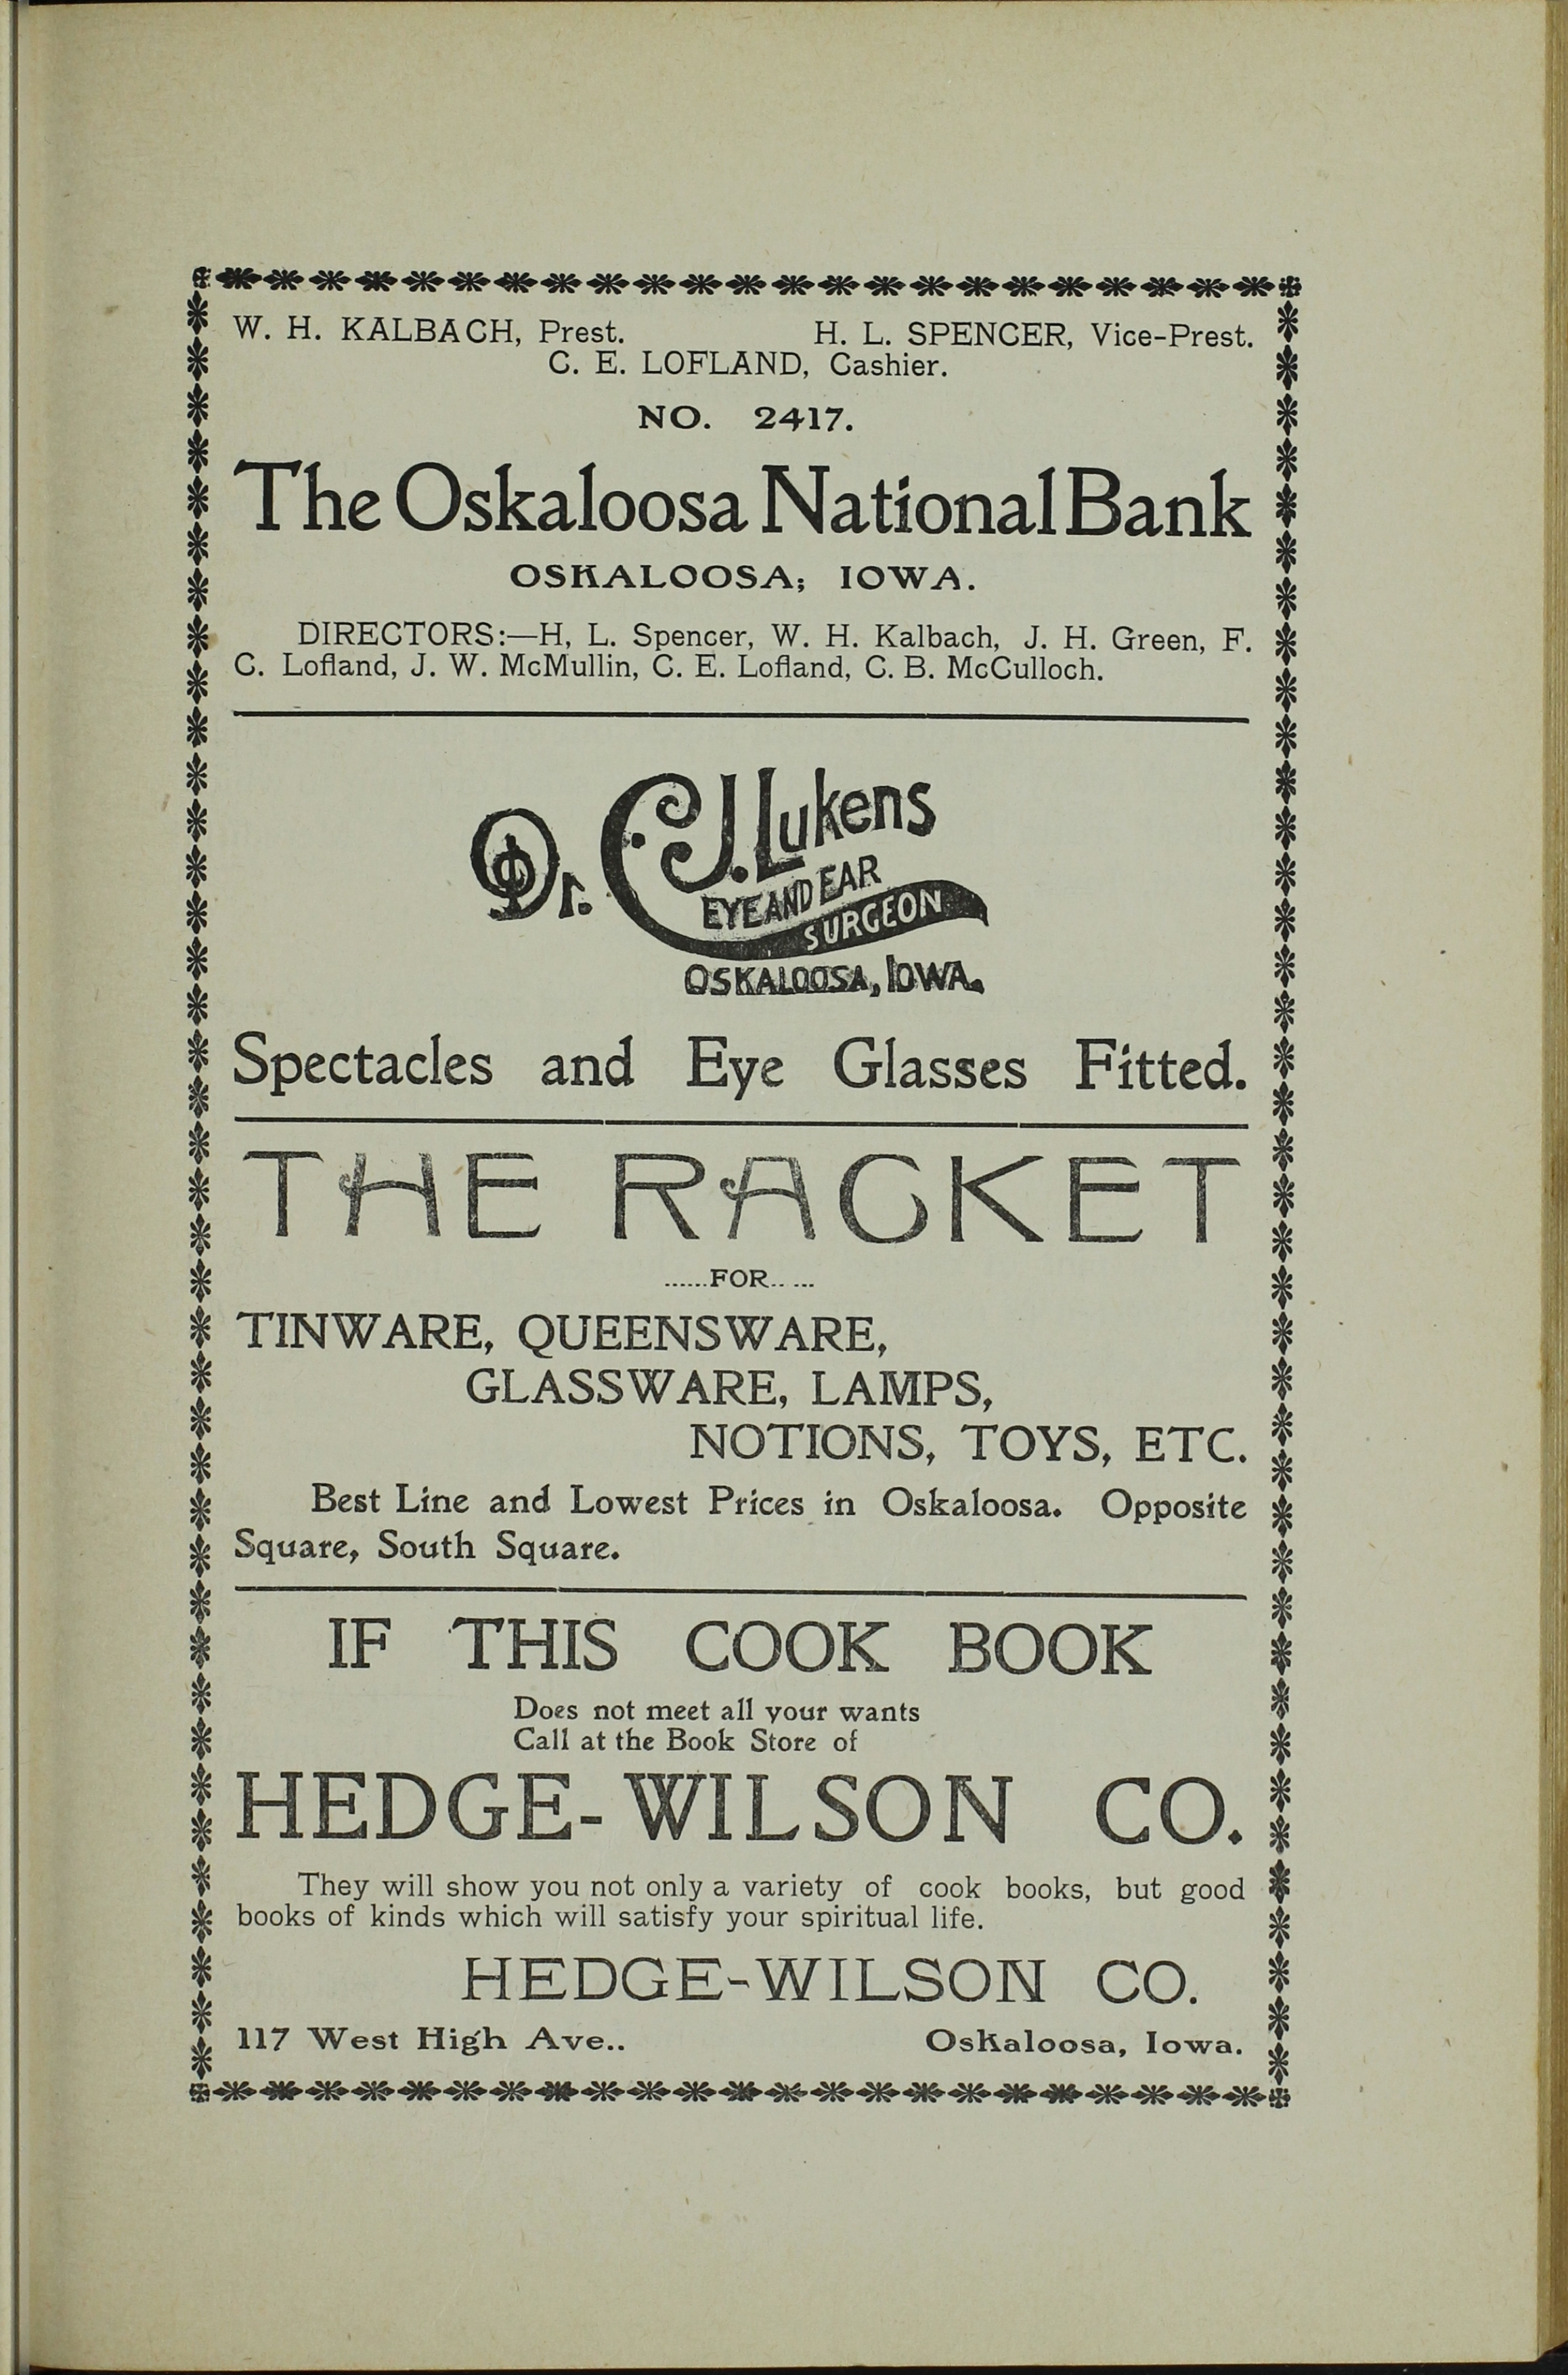 W. H. KALBACH, Prest. H. L. SPENCER, Vice-Prest.
C. E. LOFLAND, Cashier.
NO. 2417.
The Oskaloosa National Bank
OSKALOOSA; IOWA.
DIRECTORS:—H, L. Spencer, W. H. Kalbach, J. H. Green, F.
C. Lofland, J. W. McMullin, C. E. Lofland, C. B. McCulloch.
Dr. C. J. Lukens
EYE AND EAR
SURGEON
OSKALOOSA, IOWA.
Spectacles and Eye Glasses Fitted.
THE RACKET
......FOR.. ...
TINWARE, QUEENSWARE,
GLASSWARE, LAMPS,
NOTIONS, TOYS, ETC.
Best Line and Lowest Prices in Oskaloosa. Opposite
Square, South Square.
IF THIS COOK BOOK
Does not meet all your wants
Call at the Book Store of
HEDGE-WILSON CO.
They will show you not only a variety of cook books, but good
books of kinds which will satisfy your spiritual life.
HEDGE-WILSON CO.
117 West High Ave.. Oskaloosa, Iowa.